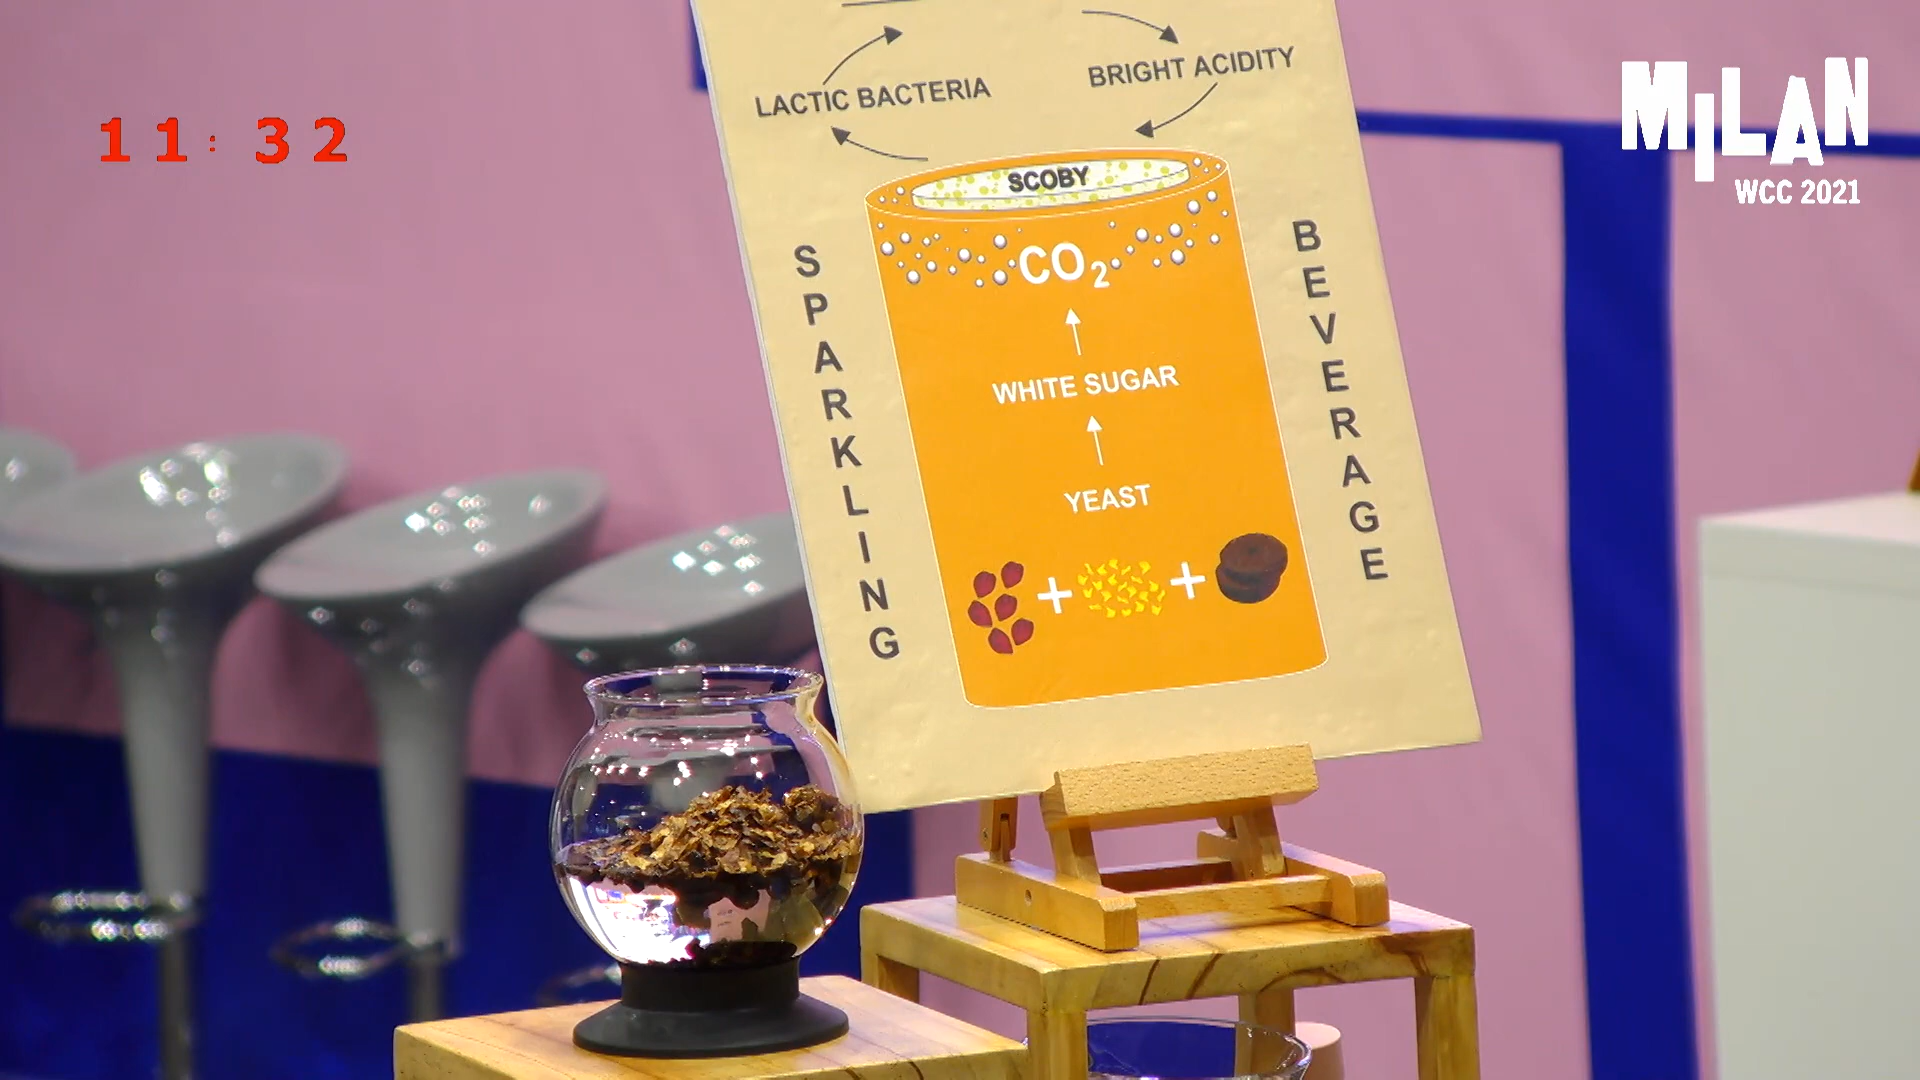 11: 32
MILAN
WCC 2021
LACTIC BACTERIA
BRIGHT ACIDITY
SCOBY
CO2
WHITE SUGAR
YEAST
+ +
SPARKLING
BEVERAGE